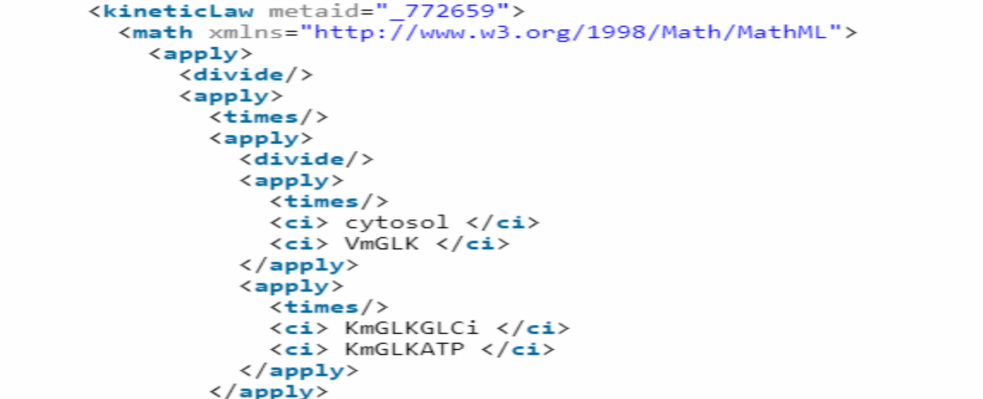 <kineticLaw metaid="_772659">
<math xmlns="http://www.w3.org/1998/Math/MathML">
<apply>
<divide/>
<apply>
<times/>
<apply>
<divide/>
<apply>
<times/>
<ci> cytosol </ci>
<ci> VmGLK </ci>
</apply>
<apply>
<times/>
<ci> KmGLKGLCi </ci>
<ci> KmGLKATP </ci>
</apply>
</apply>